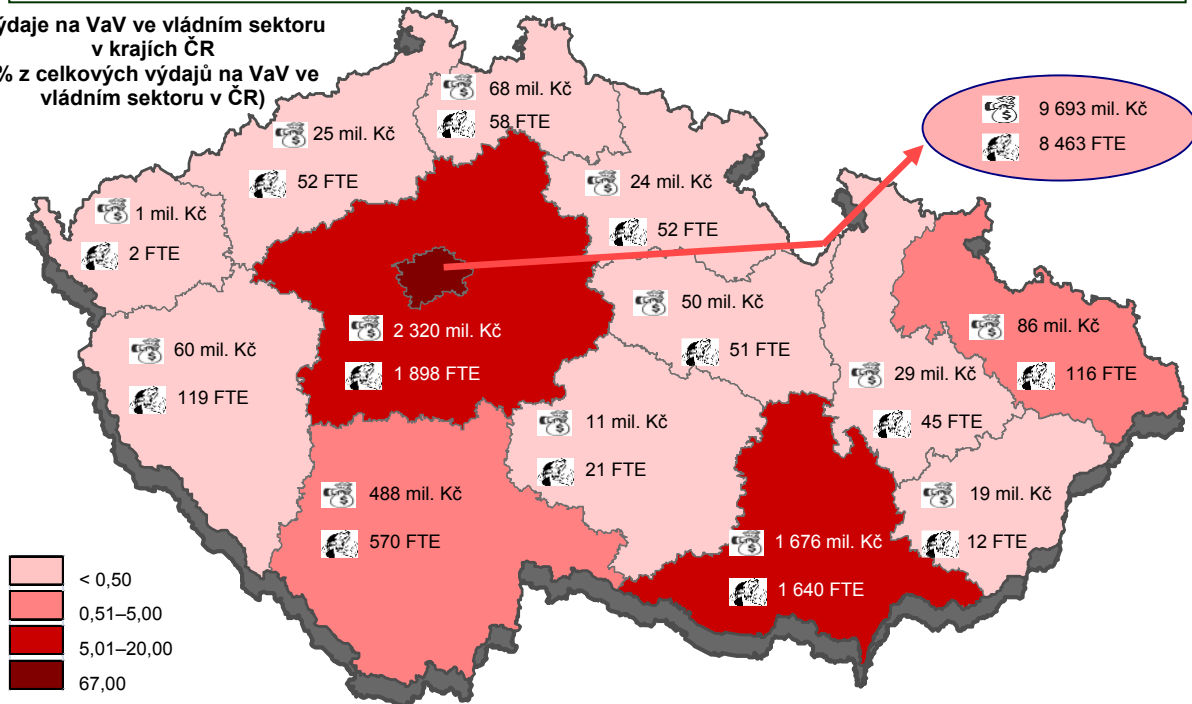 ýdaje na VaV ve vládním sektoru
v krajích ČR
% z celkových výdajů na VaV ve
vládním sektoru v ČR)
68 mil. Kč
58 FTE
9 693 mil. Kč
8 463 FTE
25 mil. Kč
52 FTE
24 mil. Kč
52 FTE
1 mil. Kč
2 FTE
50 mil. Kč
51 FTE
2 320 mil. Kč
1 898 FTE
86 mil. Kč
116 FTE
60 mil. Kč
119 FTE
29 mil. Kč
45 FTE
11 mil. Kč
21 FTE
488 mil. Kč
570 FTE
19 mil. Kč
12 FTE
1 676 mil. Kč
1 640 FTE
< 0,50
0,51–5,00
5,01–20,00
67,00